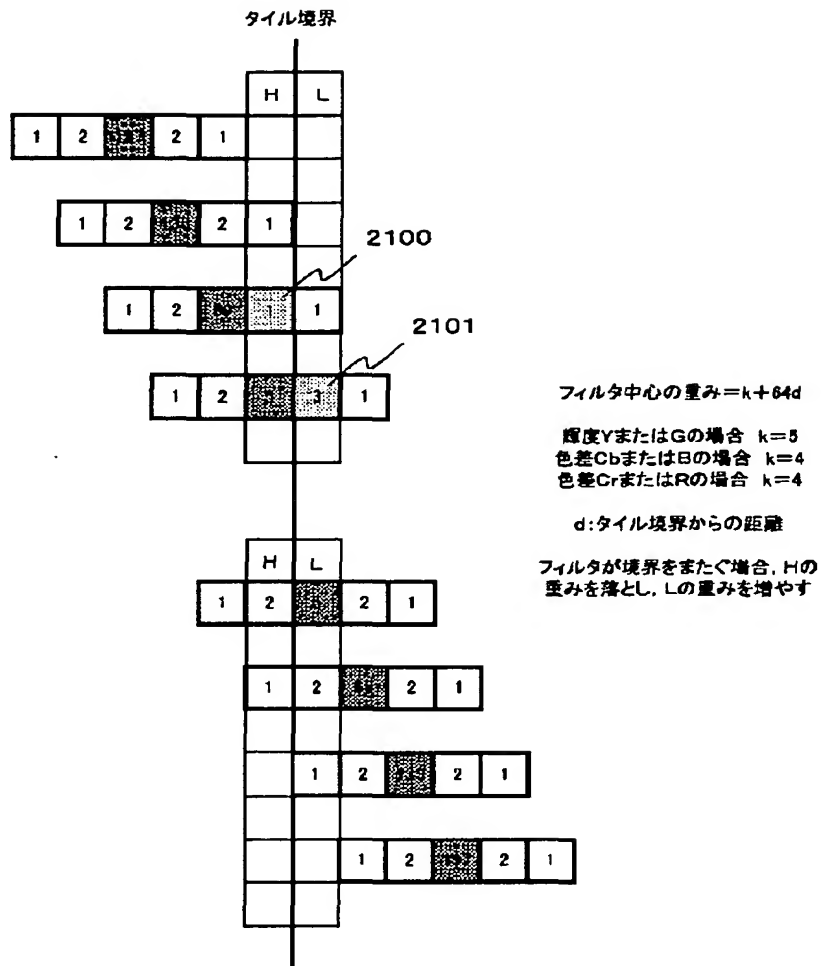 タイル境界
H L
1 2 2 1
1 2 2 1
2100
1 2 1 1
2101
1 2 3 1
フィルタ中心の重み=k+64d
輝度YまたはGの場合 k=5
色差CbまたはBの場合 k=4
色差CrまたはRの場合 k=4
d:タイル境界からの距離
フィルタが境界をまたぐ場合，Hの
重みを落とし，Lの重みを増やす
H L
1 2 2 1
1 2 2 1
1 2 2 1
1 2 2 1